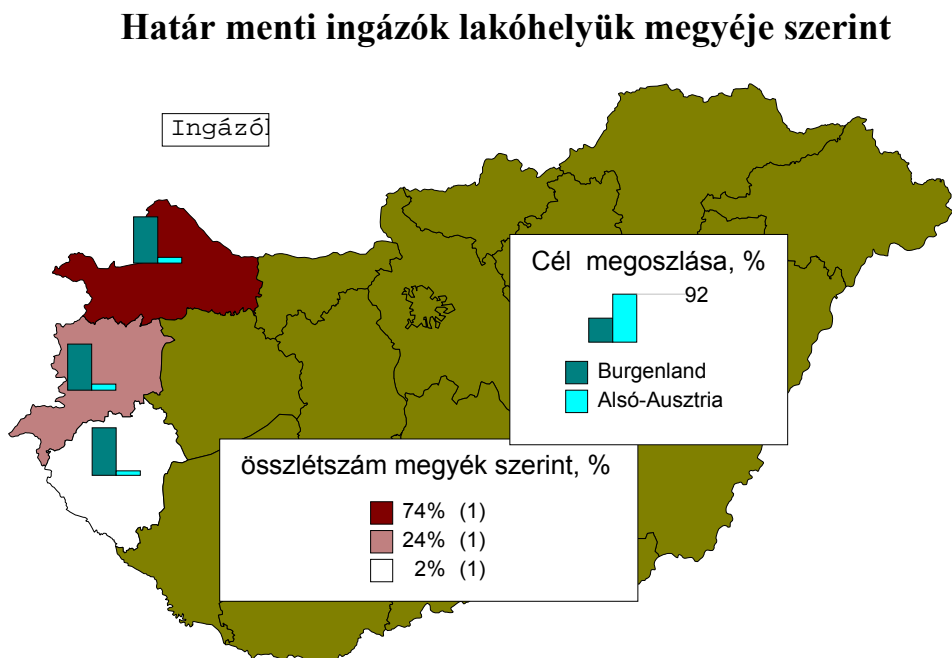 Határ menti ingázók lakóhelyük megyéje szerint
Cél megoszlása, %
92
Burgenland
Alsó-Ausztria
összlétszám megyék szerint, %
74% (1)
24% (1)
2% (1)